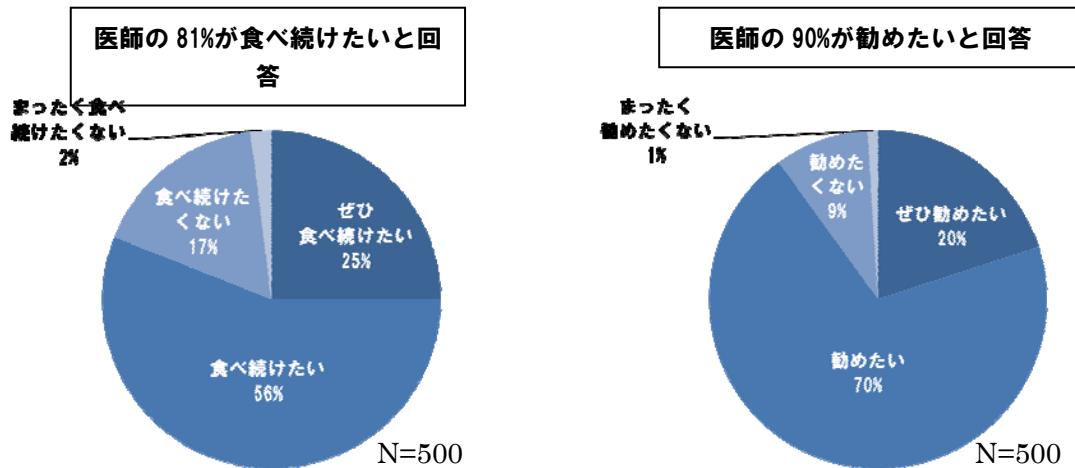 医師の 81%が食べ続けたいと回
答
まったく食べ
続けたくない
2%
食べ続けた
くない
17%
ぜひ
食べ続けたい
25%
食べ続けたい
56%
N=500
医師の 90%が勧めたいと回答
まったく
勧めたくない
1%
勧めた
くない
9%
ぜひ勧めたい
20%
勧めたい
70%
N=500